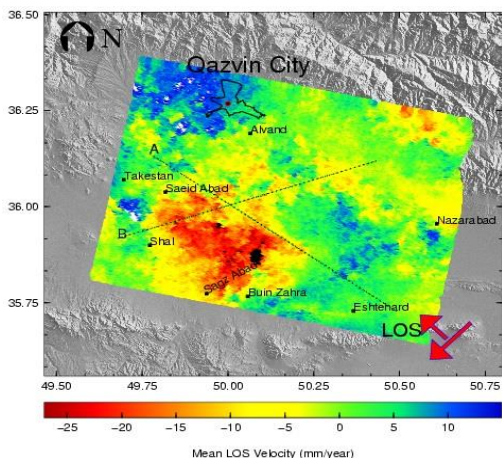 36.50
N
Qazvin City
36.25
Alvand
A
Takestan
Saeid Abad
36.00
Nazarabad
B
Shal
Sagz Abad
35.75
Buin Zahra
Eshtehard
LOS
49.50 49.75 50.00 50.25 50.50 50.75
−25 −20 −15 −10 −5 0 5 10
Mean LOS Velocity (mm/year)